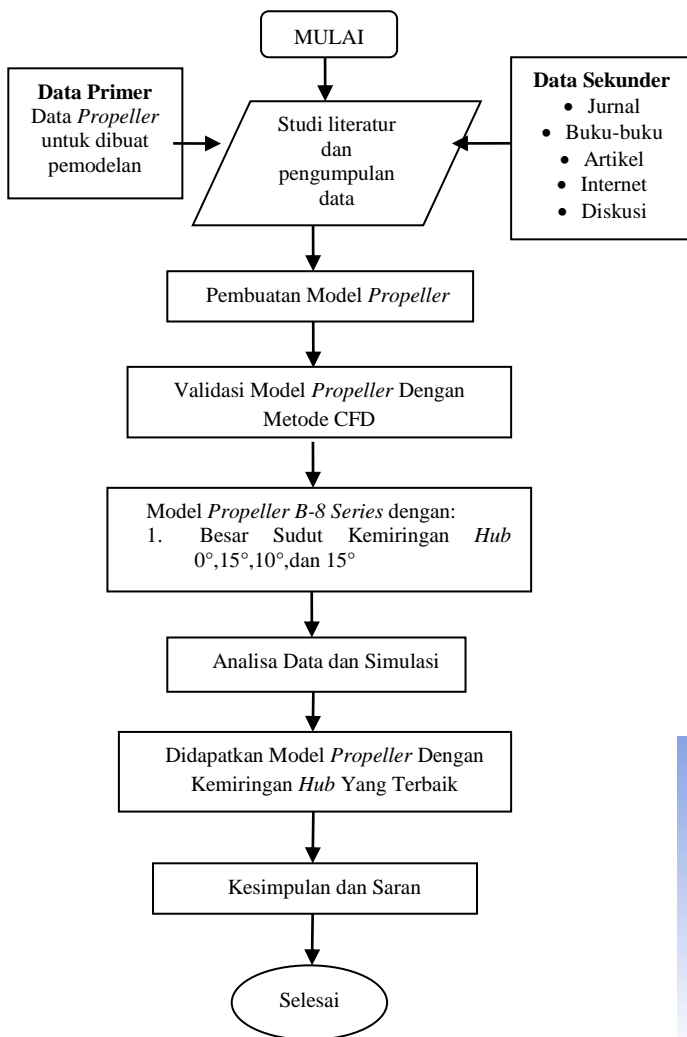 MULAI
Data Primer
Data Propeller
untuk dibuat
pemodelan
Studi literatur
dan
pengumpulan
data
Data Sekunder
• Jurnal
• Buku-buku
• Artikel
• Internet
• Diskusi
Pembuatan Model Propeller
Validasi Model Propeller Dengan
Metode CFD
Model Propeller B-8 Series dengan:
1. Besar Sudut Kemiringan Hub
0°,15°,10°,dan 15°
Analisa Data dan Simulasi
Didapatkan Model Propeller Dengan
Kemiringan Hub Yang Terbaik
Kesimpulan dan Saran
Selesai